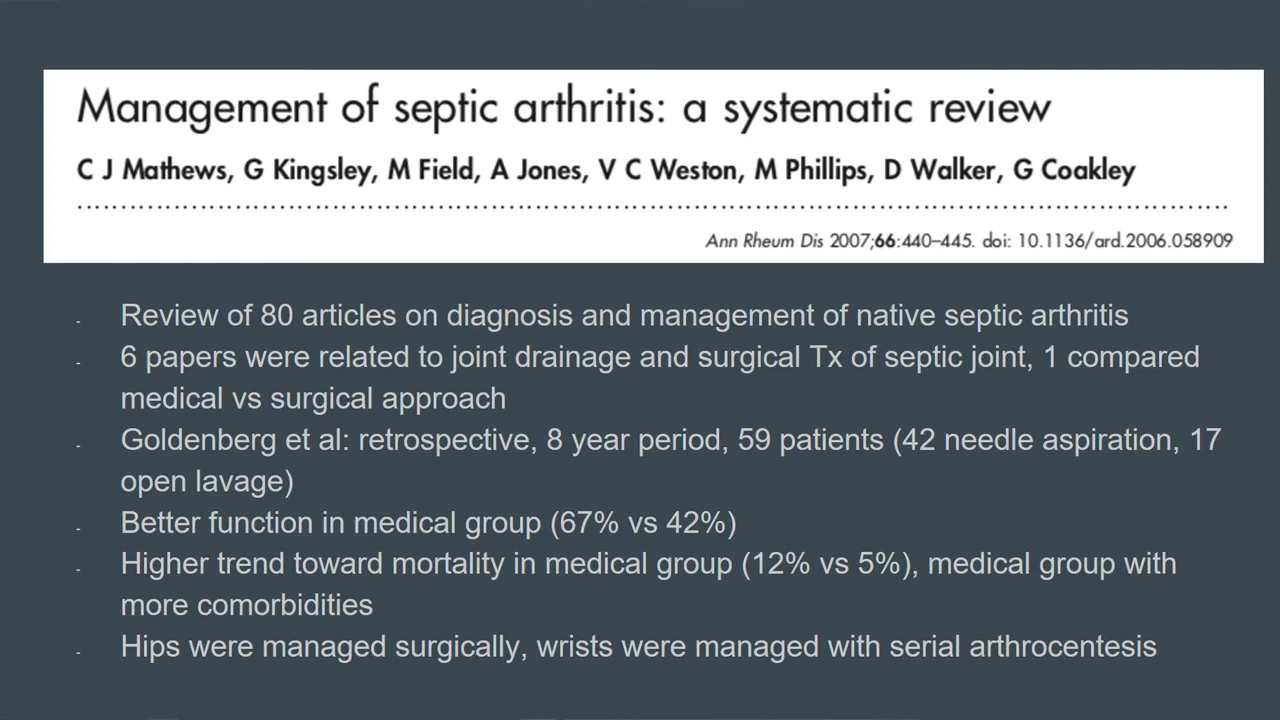 Management of septic arthritis: a systematic review
C J Mathews, G Kingsley, M Field, A Jones, V C Weston, M Phillips, D Walker, G Coakley
Ann Rheum Dis 2007;66:440–445. doi: 10.1136/ard.2006.058909
- Review of 80 articles on diagnosis and management of native septic arthritis
- 6 papers were related to joint drainage and surgical Tx of septic joint, 1 compared
medical vs surgical approach
- Goldenberg et al: retrospective, 8 year period, 59 patients (42 needle aspiration, 17
open lavage)
- Better function in medical group (67% vs 42%)
- Higher trend toward mortality in medical group (12% vs 5%), medical group with
more comorbidities
- Hips were managed surgically, wrists were managed with serial arthrocentesis